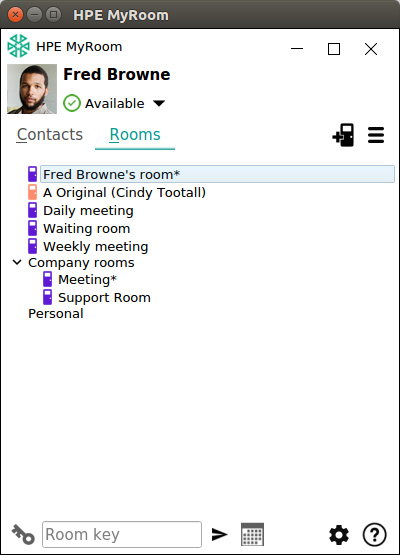 HPE MyRoom
HPE MyRoom
Fred Browne
Available
Contacts Rooms
Fred Browne's room*
A Original (Cindy Tootall)
Daily meeting
Waiting room
Weekly meeting
Company rooms
Meeting*
Support Room
Personal
Room key